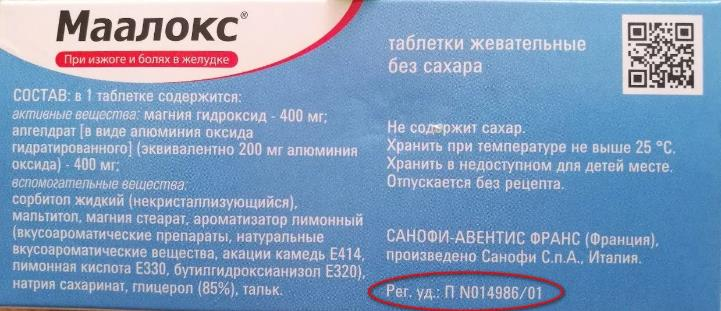 Маалокс®
При изжоге и болях в желудке
СОСТАВ: в 1 таблетке содержится:
активные вещества: магния гидроксид - 400 мг;
алгелдрат [в виде алюминия оксида
гидратированного] (эквивалентно 200 мг алюминия
оксида) - 400 мг;
вспомогательные вещества:
сорбитол жидкий (некристаллизующийся),
мальтитол, магния стеарат, ароматизатор лимонный
(вкусоароматические препараты, натуральные
вкусоароматические вещества, акации камедь Е414,
лимонная кислота Е330, бутилгидроксианизол Е320),
натрия сахаринат, глицерол (85%), тальк.
таблетки жевательные
без сахара
Не содержит сахар.
Хранить при температуре не выше 25 °С.
Хранить в недоступном для детей месте.
Отпускается без рецепта.
САНОФИ-АВЕНТИС ФРАНС (Франция),
произведено Санофи С.п.А., Италия.
Рег. уд.: П N014986/01